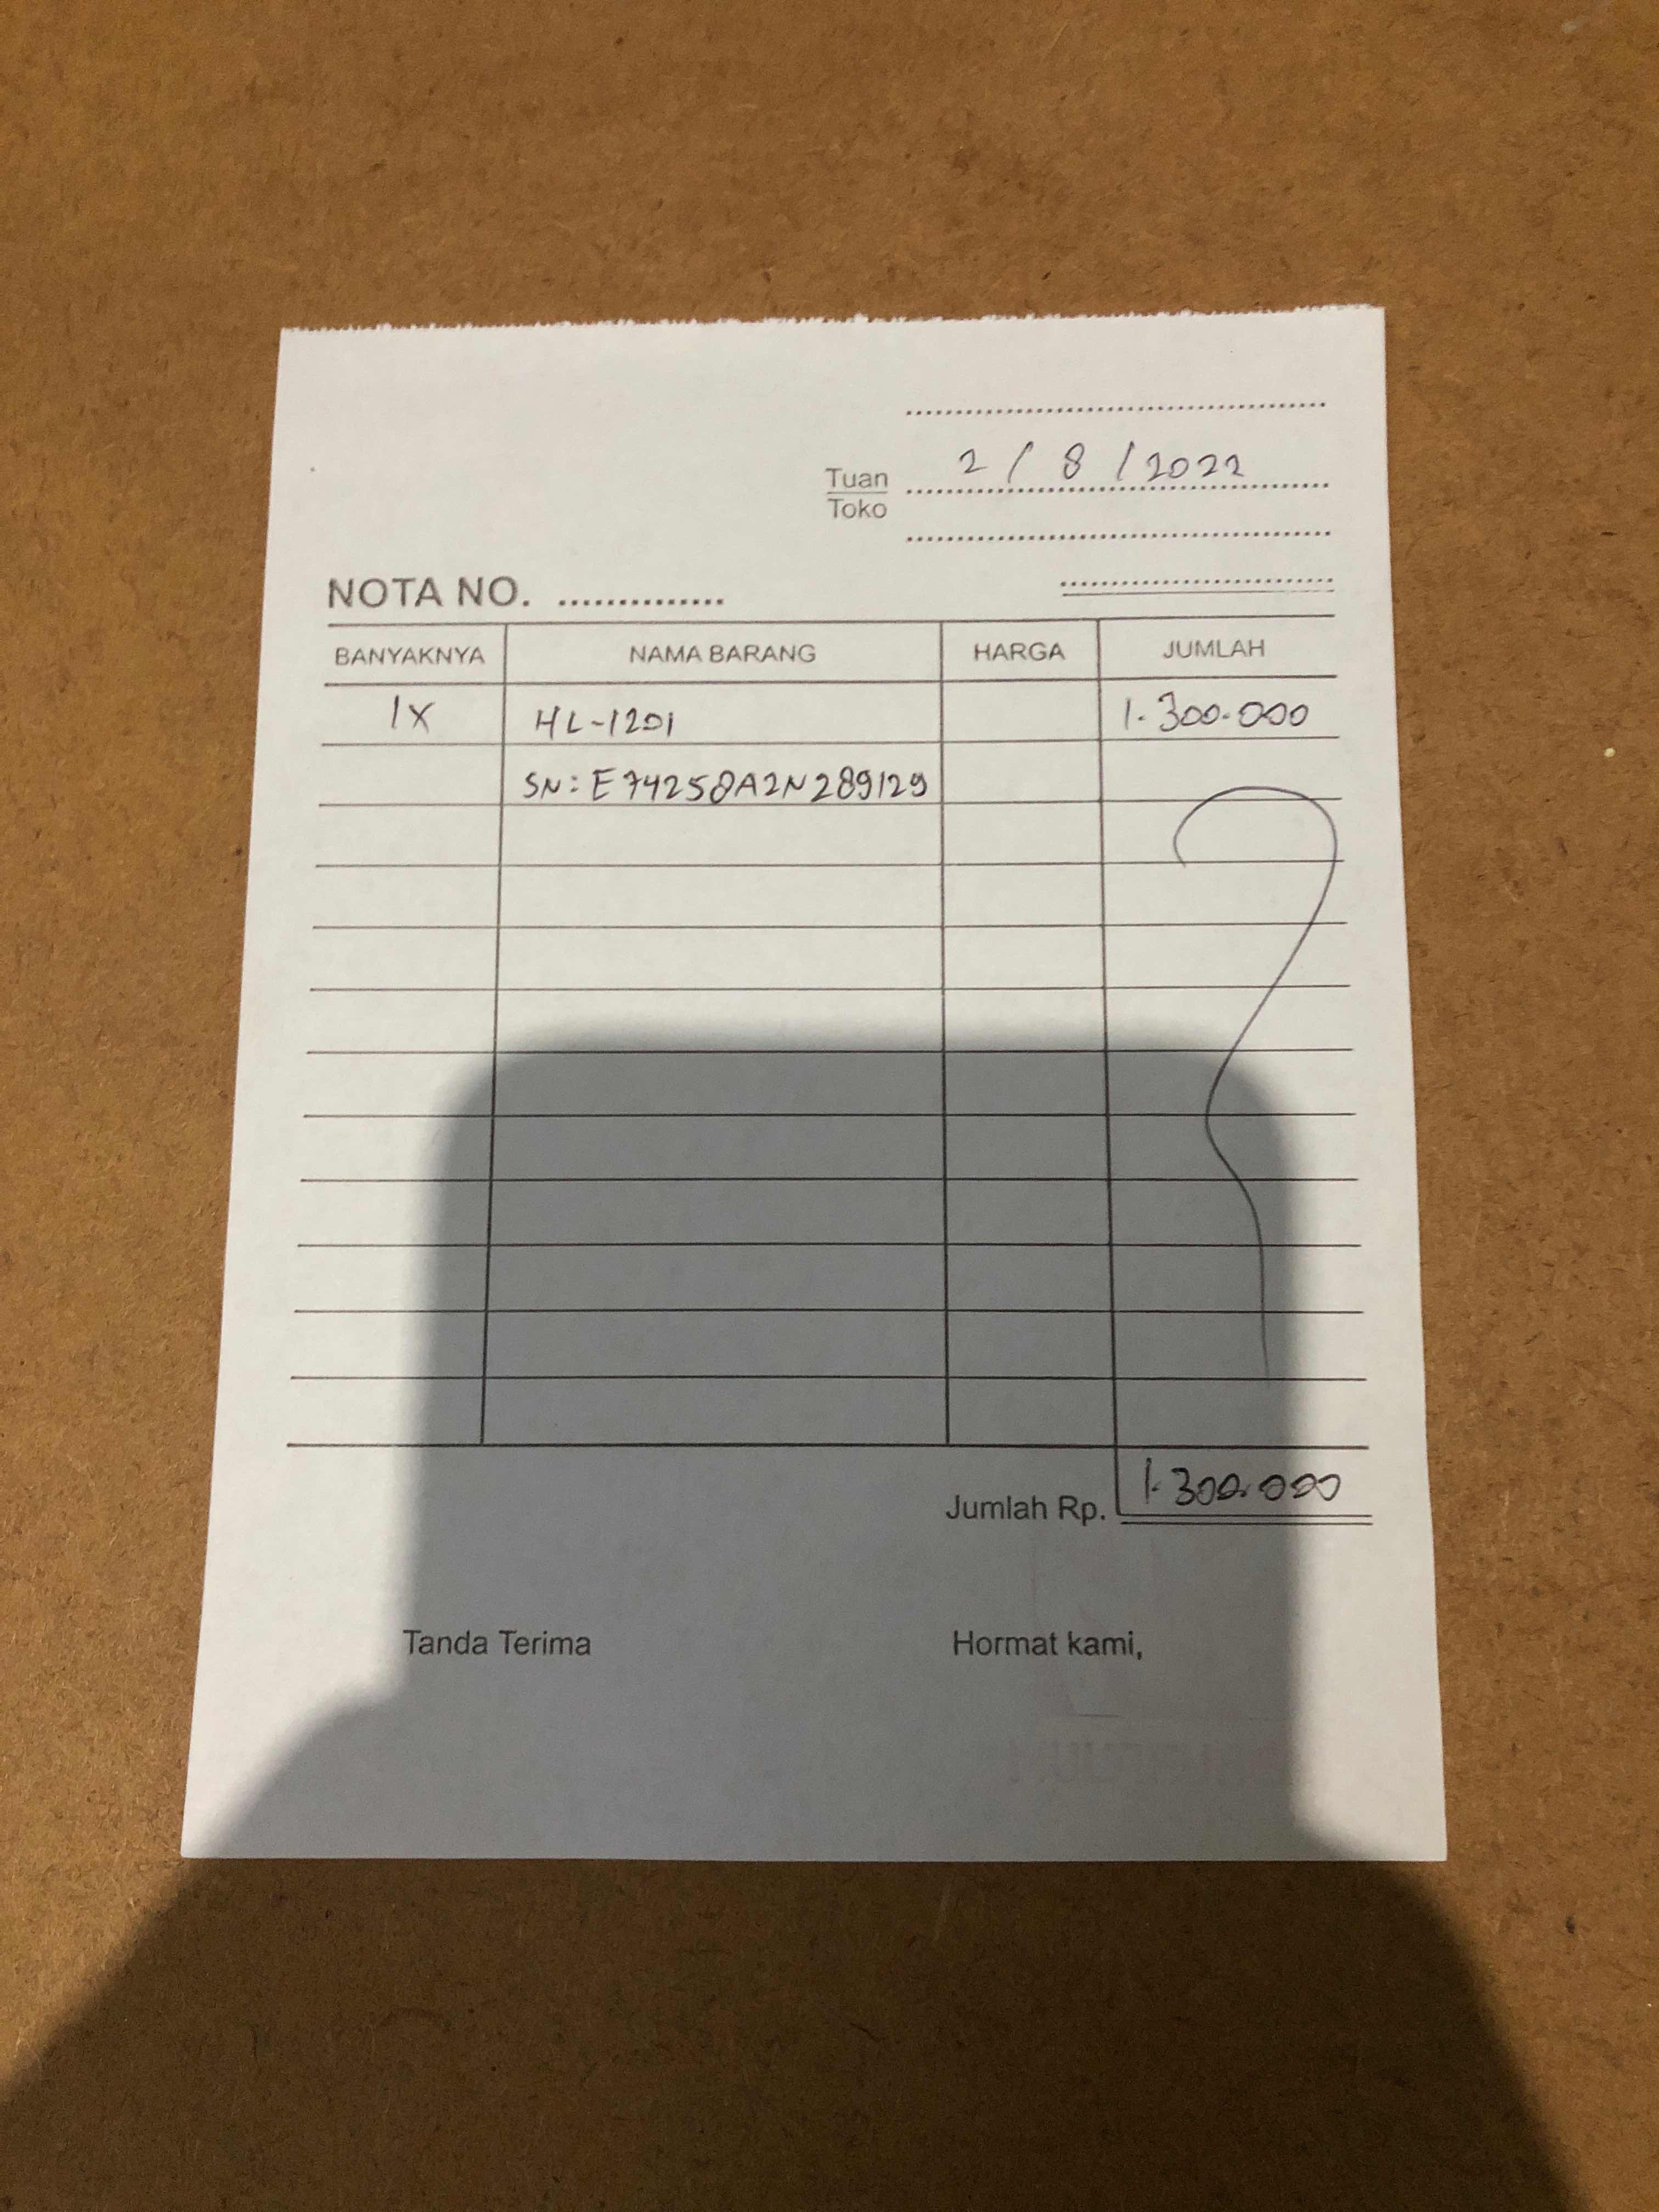 2 / 8 / 2022
Tuan
Toko
NOTA NO. ..............
BANYAKNYA NAMA BARANG HARGA JUMLAH
1X HL-1201 1.300.000
SN: E74258A2N289129
Jumlah Rp. 1.300.000
Tanda Terima Hormat kami,